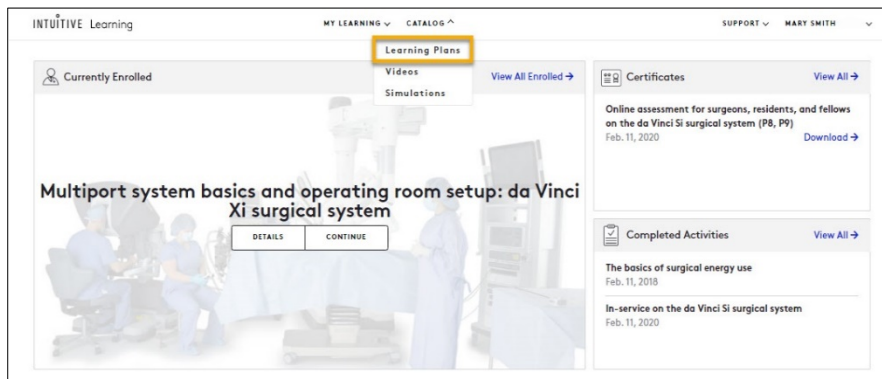 INTUITIVE Learning
MY LEARNING
CATALOG
SUPPORT
MARY SMITH
Learning Plans
Videos
Simulations
Currently Enrolled
View All Enrolled →
Multiport system basics and operating room setup: da Vinci
Xi surgical system
DETAILS
CONTINUE
Certificates
View All →
Online assessment for surgeons, residents, and fellows
on the da Vinci Si surgical system (P8, P9)
Feb. 11, 2020
Download →
Completed Activities
View All →
The basics of surgical energy use
Feb. 11, 2018
In-service on the da Vinci Si surgical system
Feb. 11, 2020